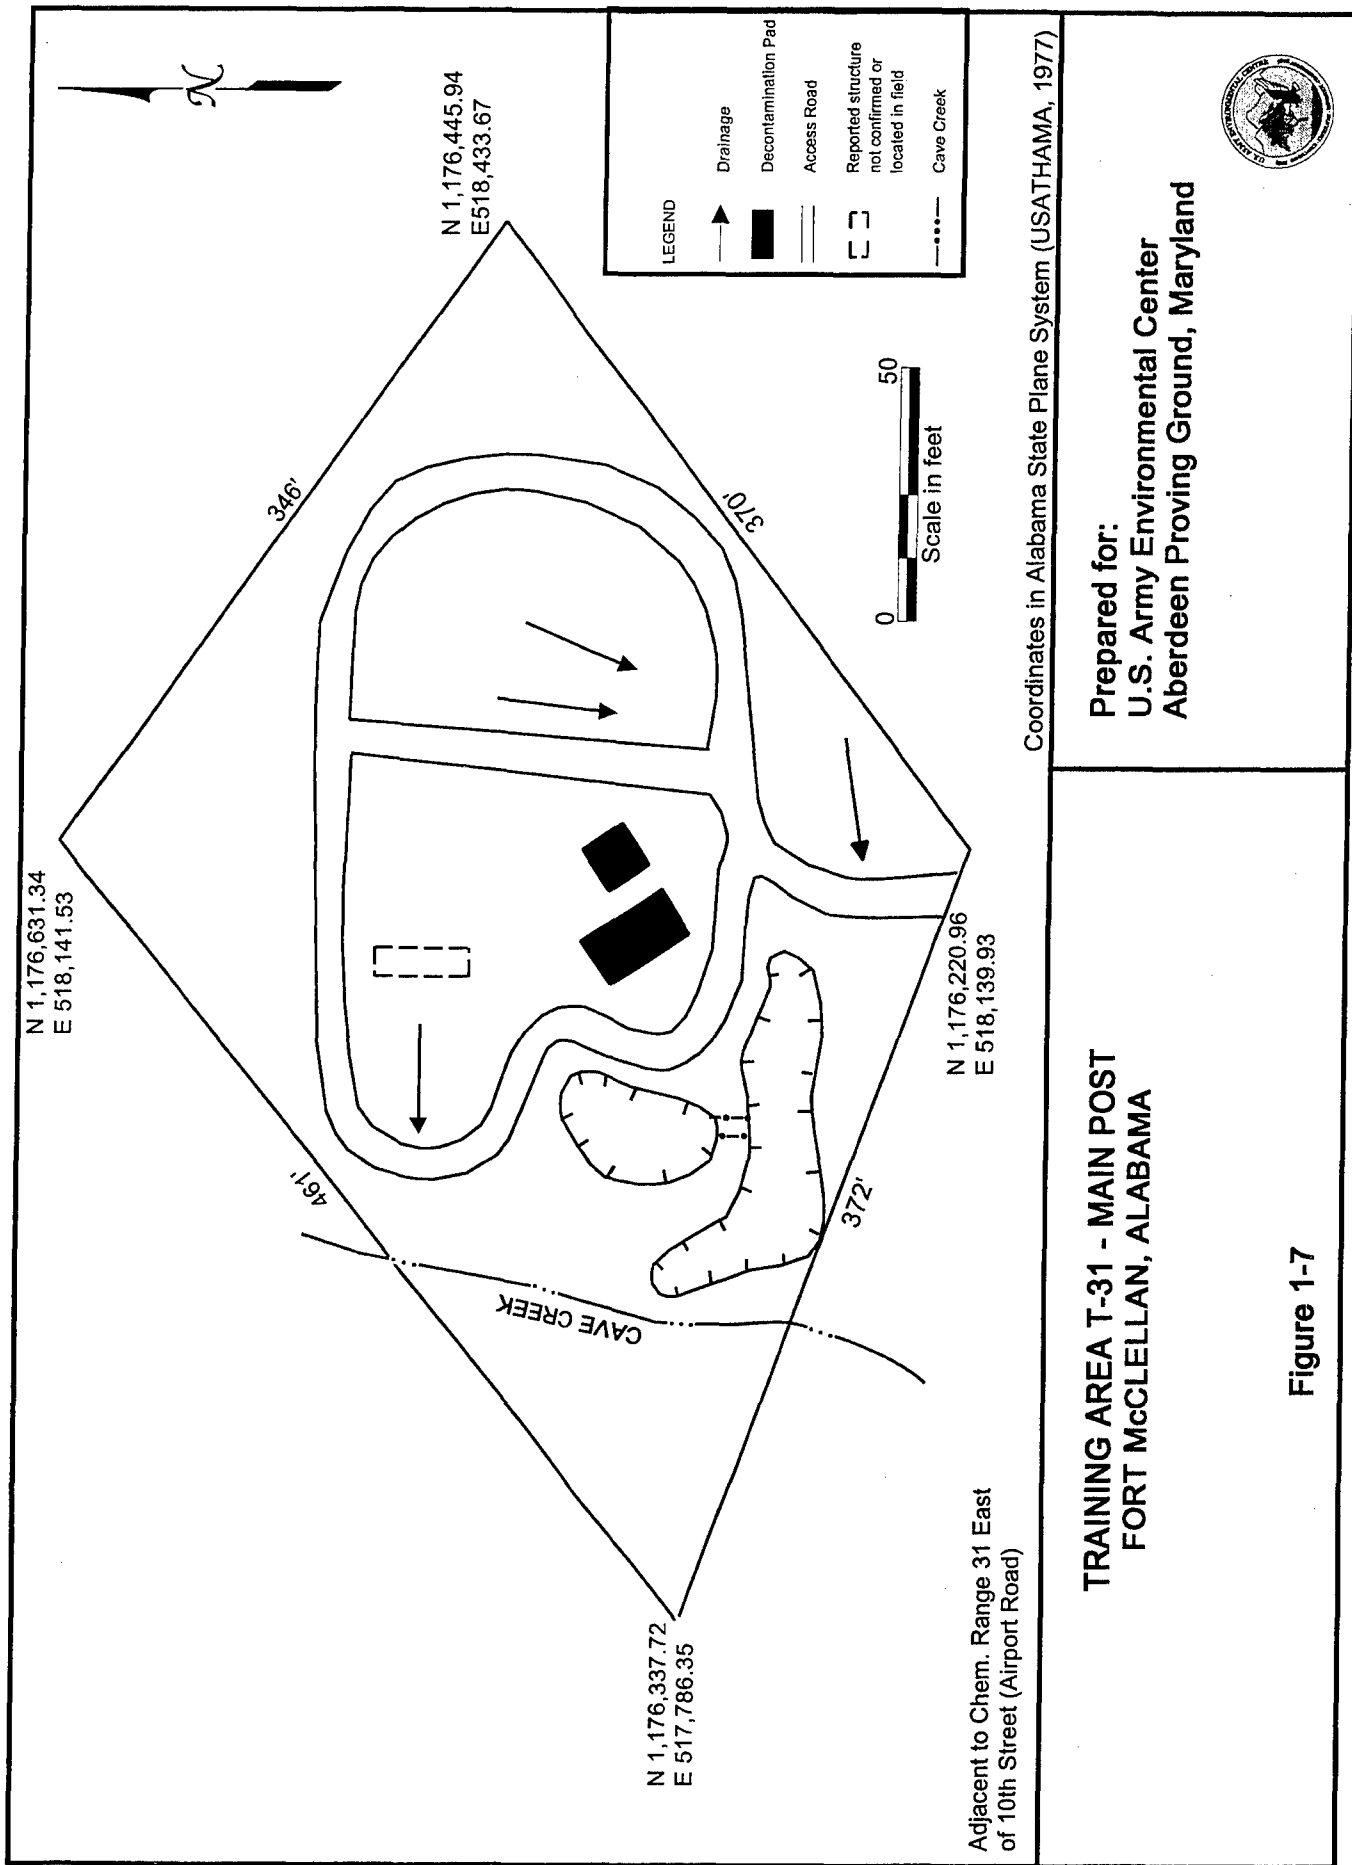 N 1,176,631.34
E 518,141.53
N 1,176,445.94
E518,433.67
346'
461'
370'
372'
CAVE CREEK
N 1,176,337.72
E 517,786.35
N 1,176,220.96
E 518,139.93
N
LEGEND
Drainage
Decontamination Pad
Access Road
Reported structure
not confirmed or
located in field
Cave Creek
0
50
Scale in feet
Adjacent to Chem. Range 31 East
of 10th Street (Airport Road)
Coordinates in Alabama State Plane System (USATHAMA, 1977)
TRAINING AREA T-31 - MAIN POST
FORT McCLELLAN, ALABAMA
Figure 1-7
Prepared for:
U.S. Army Environmental Center
Aberdeen Proving Ground, Maryland